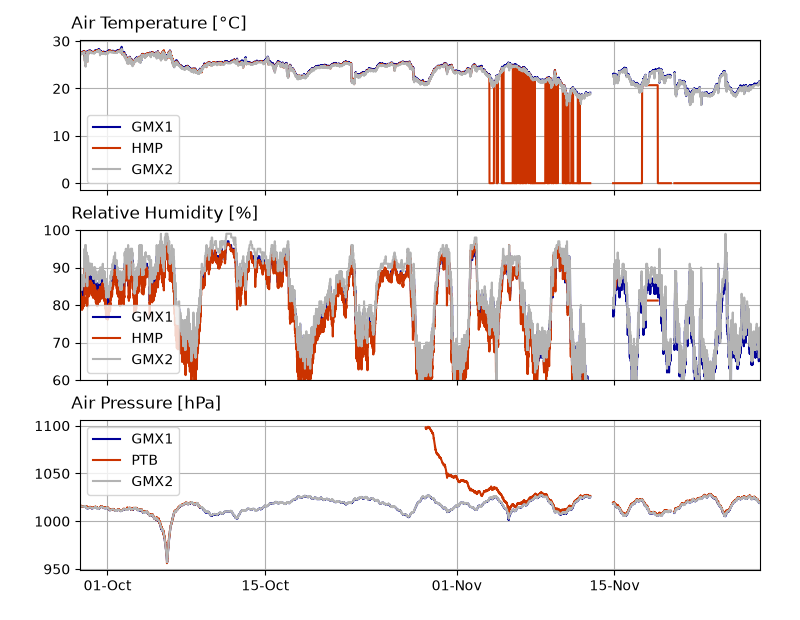 Air Temperature [°C]
30
20
10
0
GMX1
HMP
GMX2
Relative Humidity [%]
100
90
80
70
60
GMX1
HMP
GMX2
Air Pressure [hPa]
1100
1050
1000
950
GMX1
PTB
GMX2
01-Oct 15-Oct 01-Nov 15-Nov